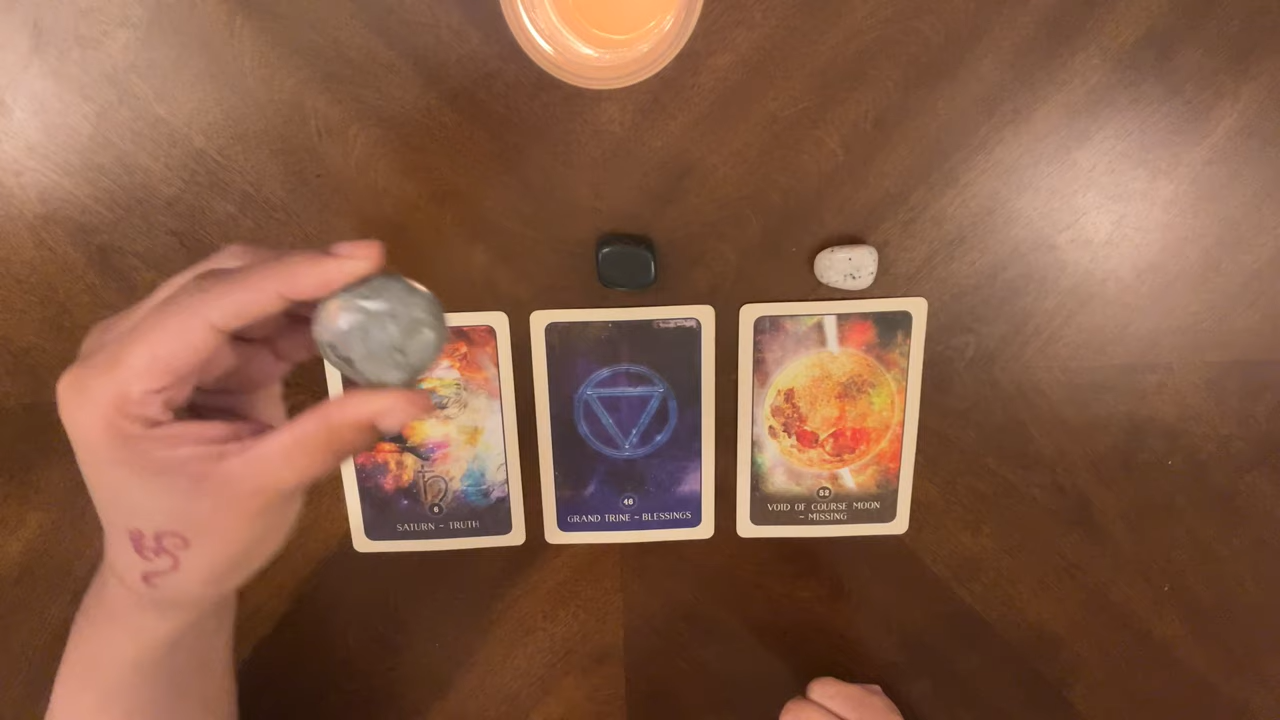 6
SATURN ~ TRUTH
46
GRAND TRINE ~ BLESSINGS
52
VOID OF COURSE MOON
~ MISSING